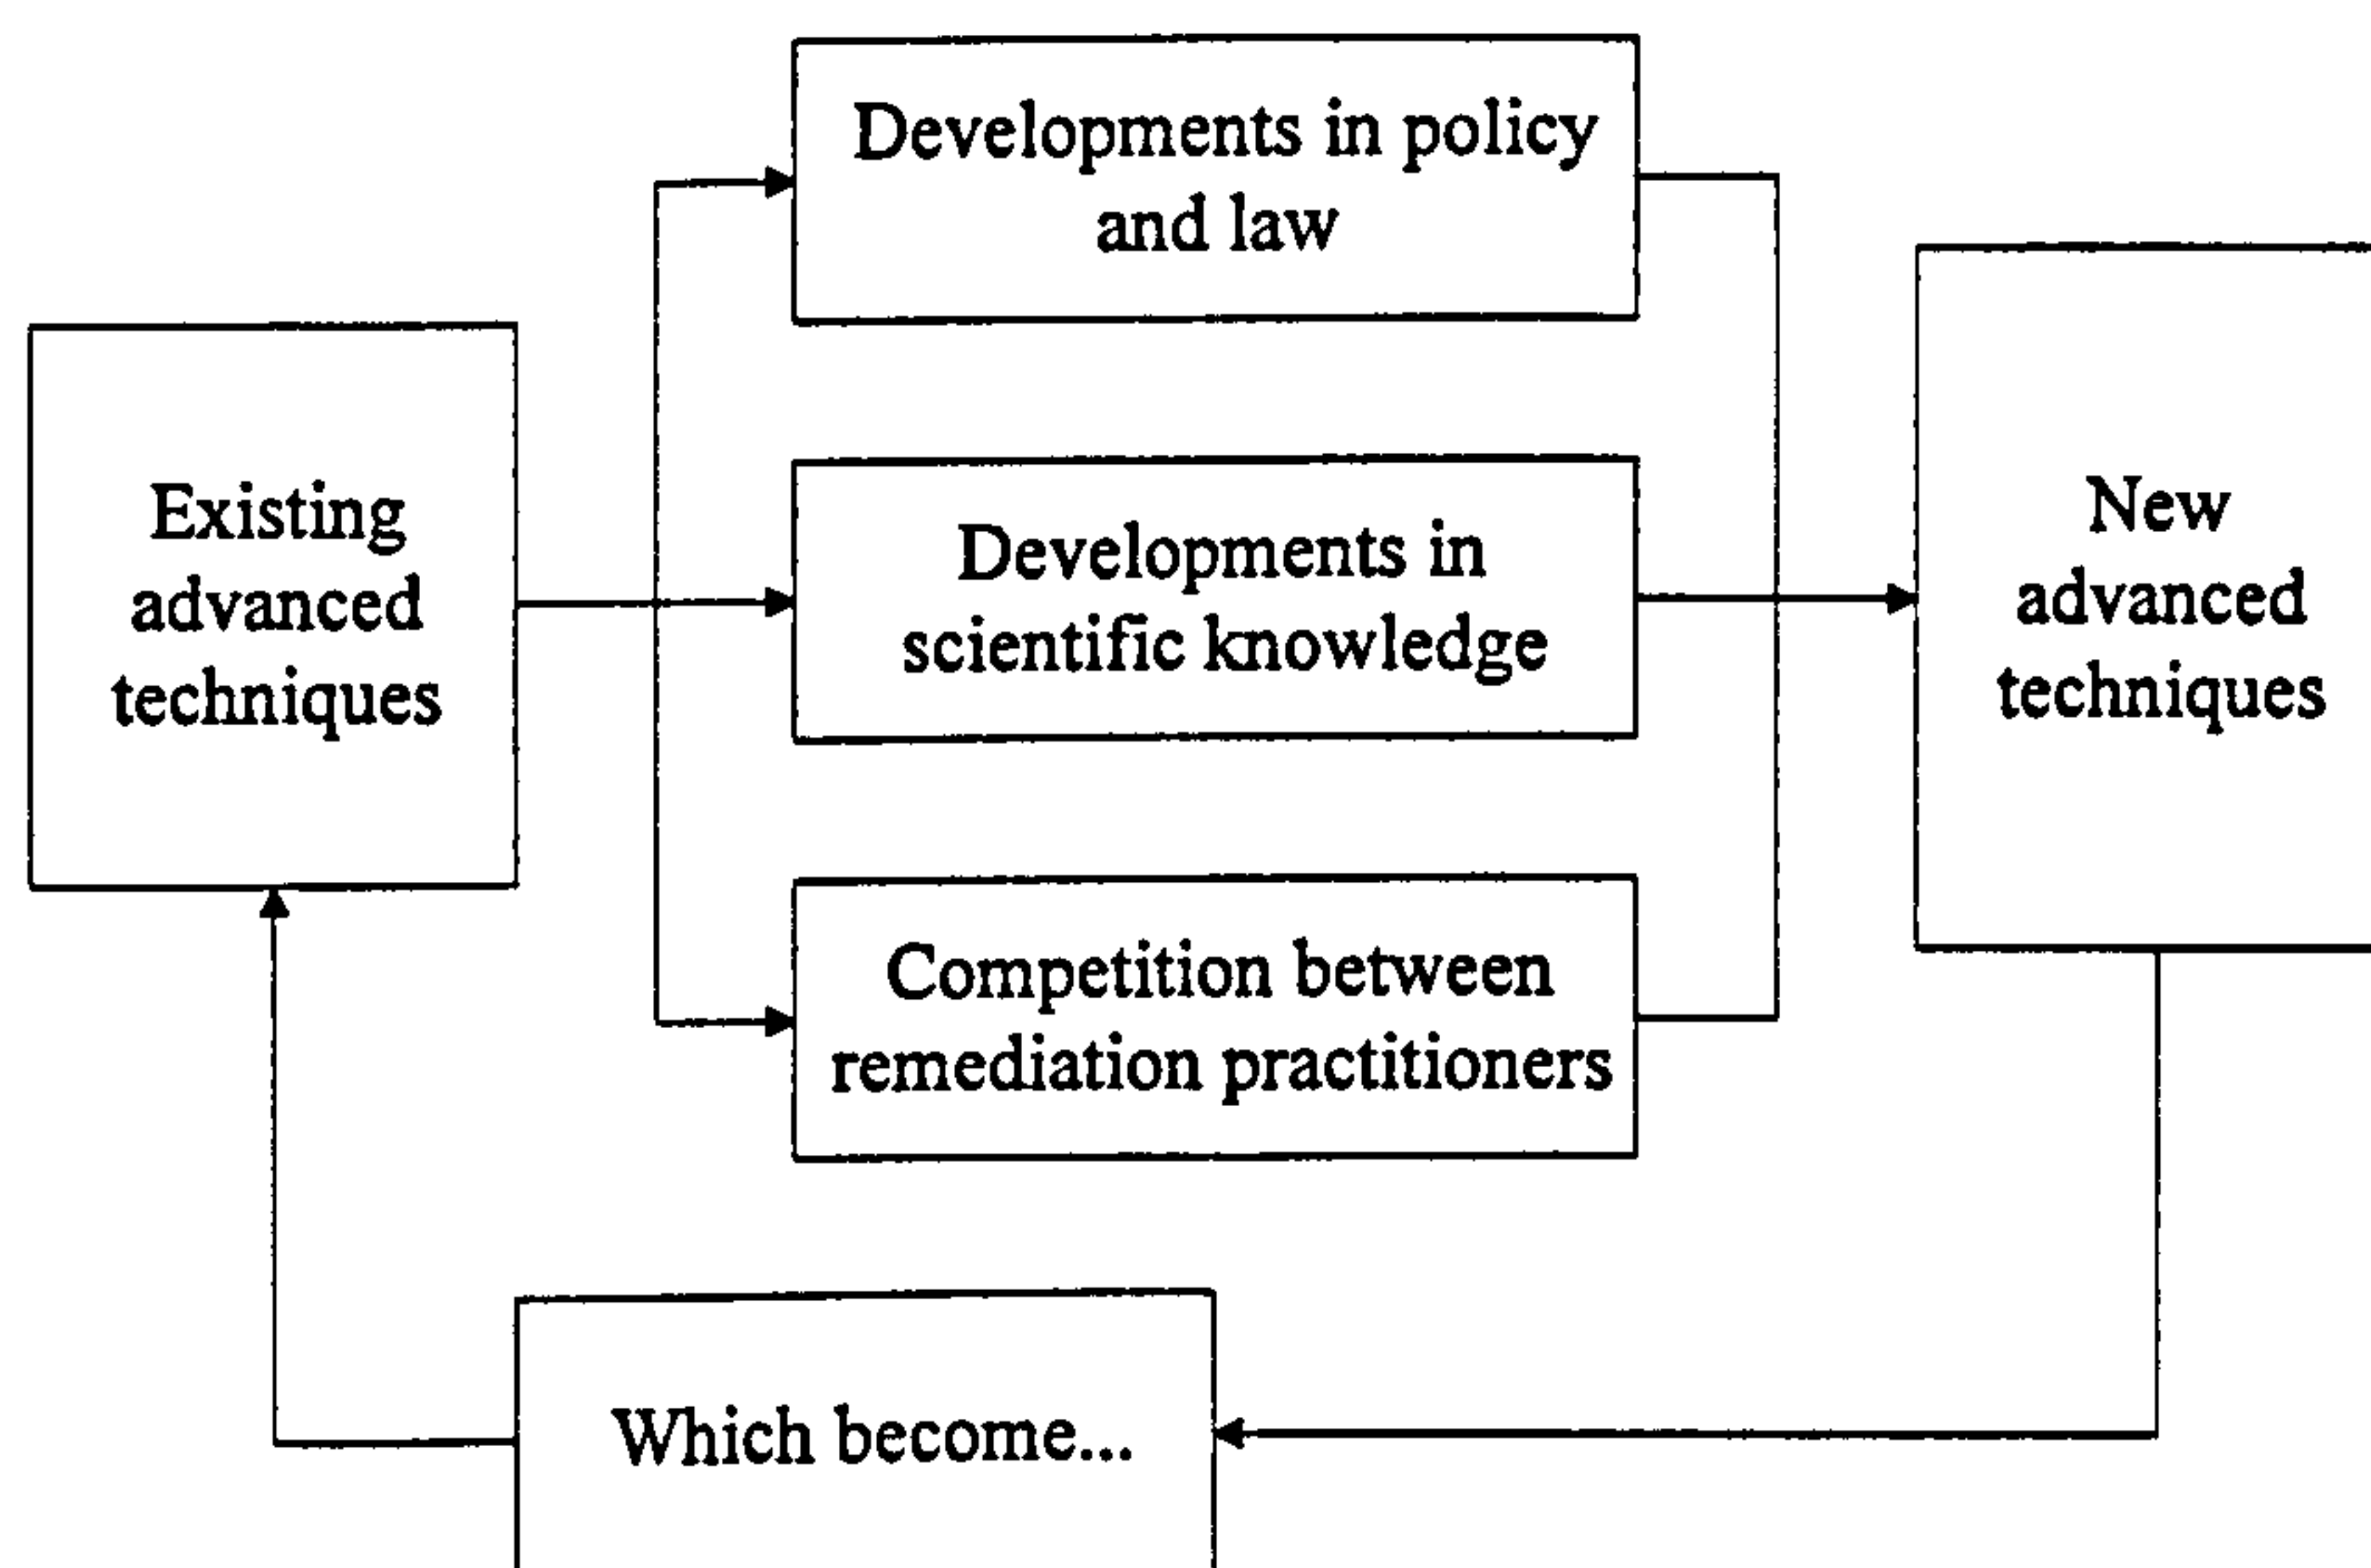 Existing
advanced
techniques
Developments in policy
and law
Developments in
scientific knowledge
Competition between
remediation practitioners
New
advanced
techniques
Which become...